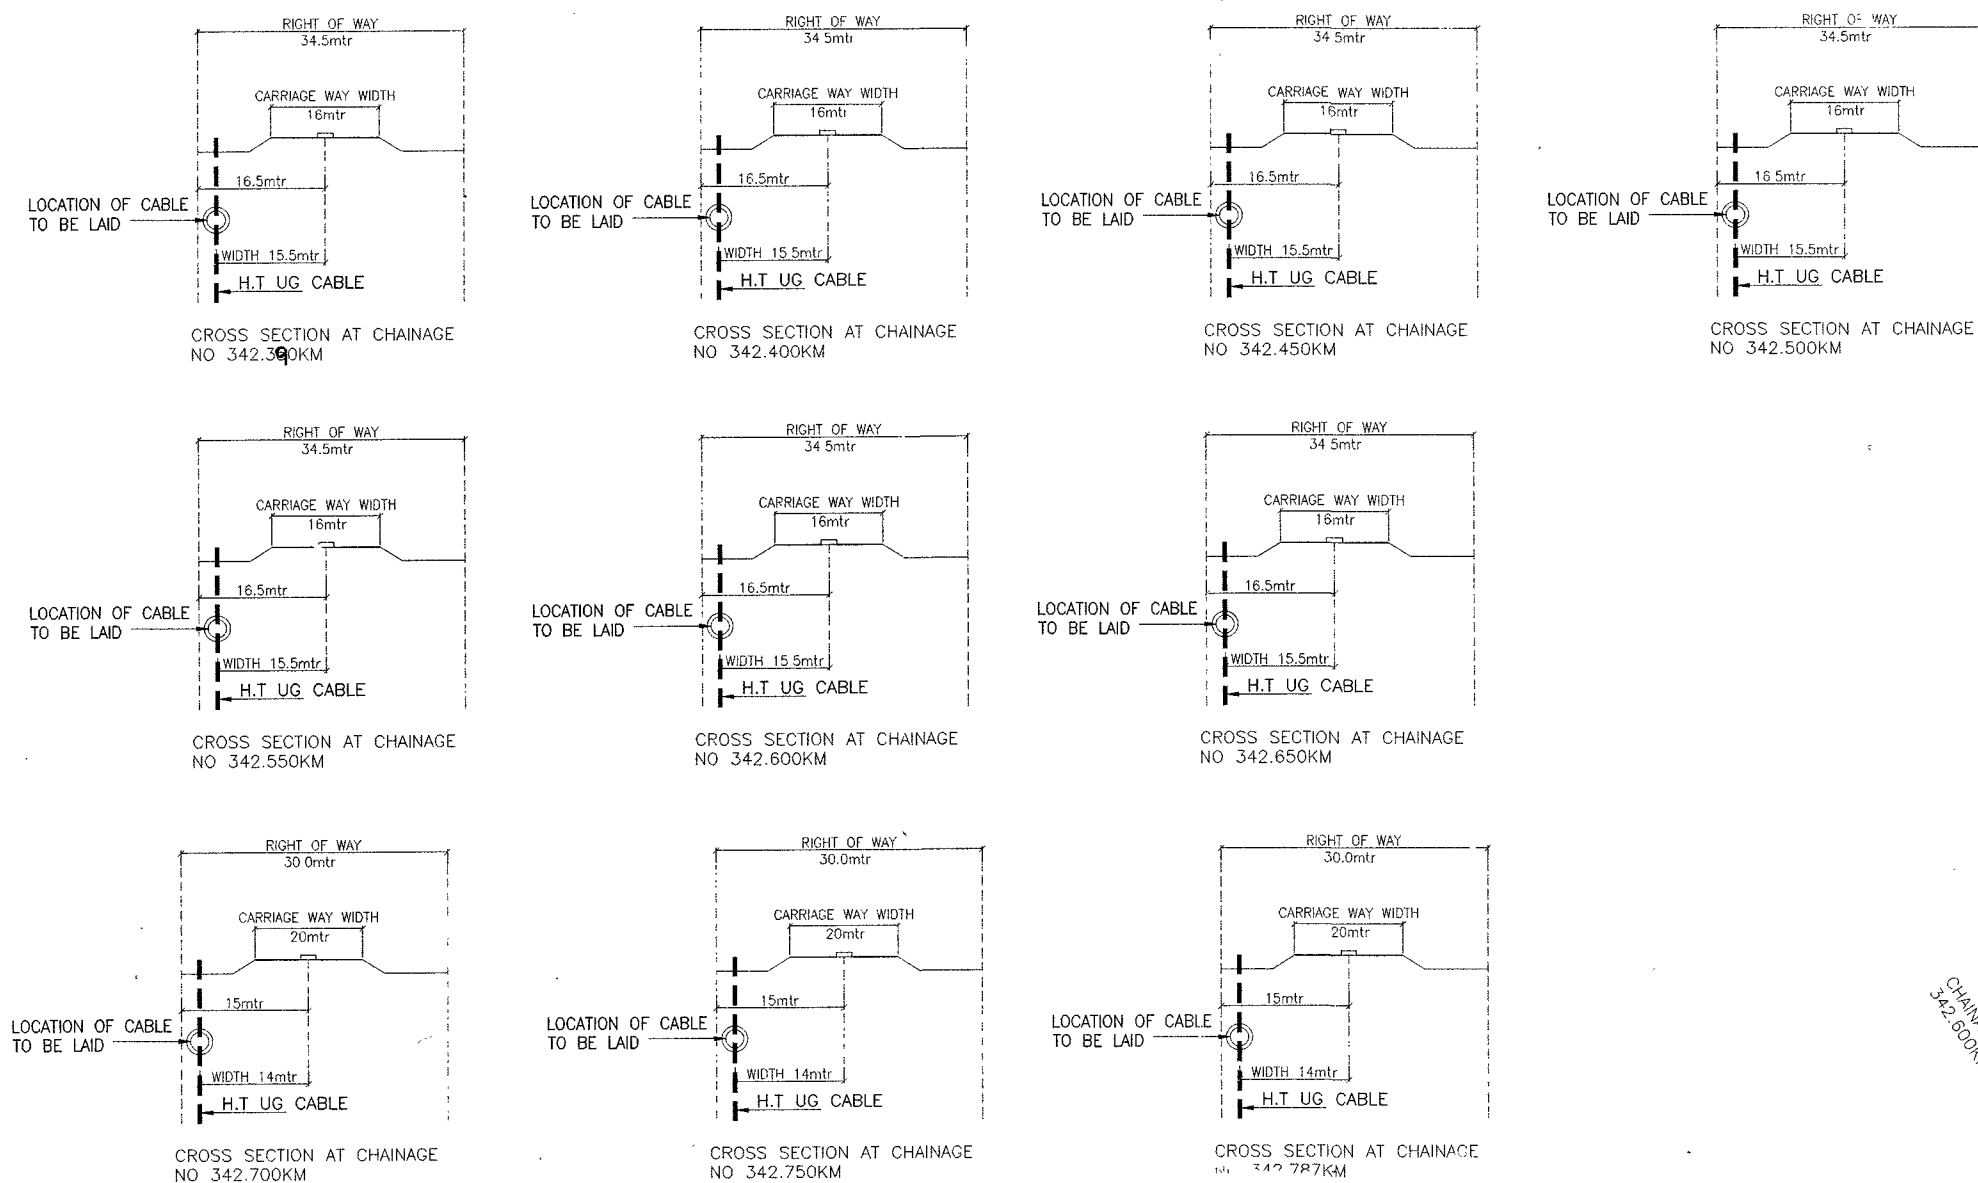 RIGHT OF WAY
34.5mtr
CARRIAGE WAY WIDTH
16mtr
16.5mtr
LOCATION OF CABLE
TO BE LAID
WIDTH 15.5mtr
H.T UG CABLE
CROSS SECTION AT CHAINAGE
NO 342.390KM
RIGHT OF WAY
34 5mtr
CARRIAGE WAY WIDTH
16mtr
16.5mtr
LOCATION OF CABLE
TO BE LAID
WIDTH 15 5mtr
H.T UG CABLE
CROSS SECTION AT CHAINAGE
NO 342.400KM
RIGHT OF WAY
34 5mtr
CARRIAGE WAY WIDTH
16mtr
16.5mtr
LOCATION OF CABLE
TO BE LAID
WIDTH 15.5mtr
H.T UG CABLE
CROSS SECTION AT CHAINAGE
NO 342.450KM
RIGHT OF WAY
34.5mtr
CARRIAGE WAY WIDTH
16mtr
16 5mtr
LOCATION OF CABLE
TO BE LAID
WIDTH 15.5mtr
H.T UG CABLE
CROSS SECTION AT CHAINAGE
NO 342.500KM
RIGHT OF WAY
34.5mtr
CARRIAGE WAY WIDTH
16mtr
16.5mtr
LOCATION OF CABLE
TO BE LAID
WIDTH 15.5mtr
H.T UG CABLE
CROSS SECTION AT CHAINAGE
NO 342.550KM
RIGHT OF WAY
34 5mtr
CARRIAGE WAY WIDTH
16mtr
16.5mtr
LOCATION OF CABLE
TO BE LAID
WIDTH 15 5mtr
H.T UG CABLE
CROSS SECTION AT CHAINAGE
NO 342.600KM
RIGHT OF WAY
34 5mtr
CARRIAGE WAY WIDTH
16mtr
16.5mtr
LOCATION OF CABLE
TO BE LAID
WIDTH 15.5mtr
H.T UG CABLE
CROSS SECTION AT CHAINAGE
NO 342.650KM
RIGHT OF WAY
30 0mtr
CARRIAGE WAY WIDTH
20mtr
15mtr
LOCATION OF CABLE
TO BE LAID
WIDTH 14mtr
H.T UG CABLE
CROSS SECTION AT CHAINAGE
NO 342.700KM
RIGHT OF WAY
30.0mtr
CARRIAGE WAY WIDTH
20mtr
15mtr
LOCATION OF CABLE
TO BE LAID
WIDTH 14mtr
H.T UG CABLE
CROSS SECTION AT CHAINAGE
NO 342.750KM
RIGHT OF WAY
30.0mtr
CARRIAGE WAY WIDTH
20mtr
15mtr
LOCATION OF CABLE
TO BE LAID
WIDTH 14mtr
H.T UG CABLE
CROSS SECTION AT CHAINAGE
342.787KM
342.600K